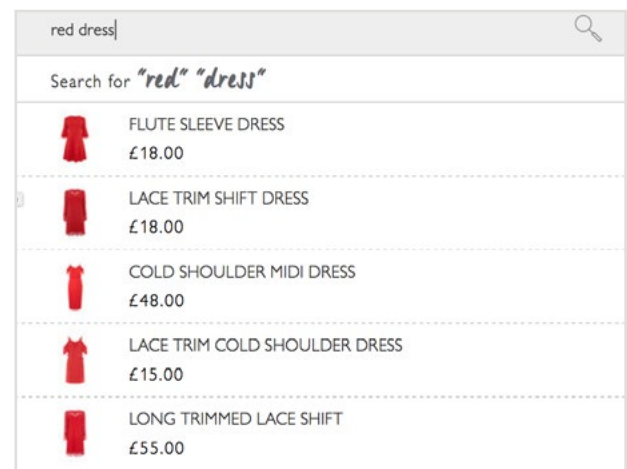 red dress
Search for "red" "dress"
FLUTE SLEEVE DRESS
£18.00
LACE TRIM SHIFT DRESS
£18.00
COLD SHOULDER MIDI DRESS
£48.00
LACE TRIM COLD SHOULDER DRESS
£15.00
LONG TRIMMED LACE SHIFT
£55.00